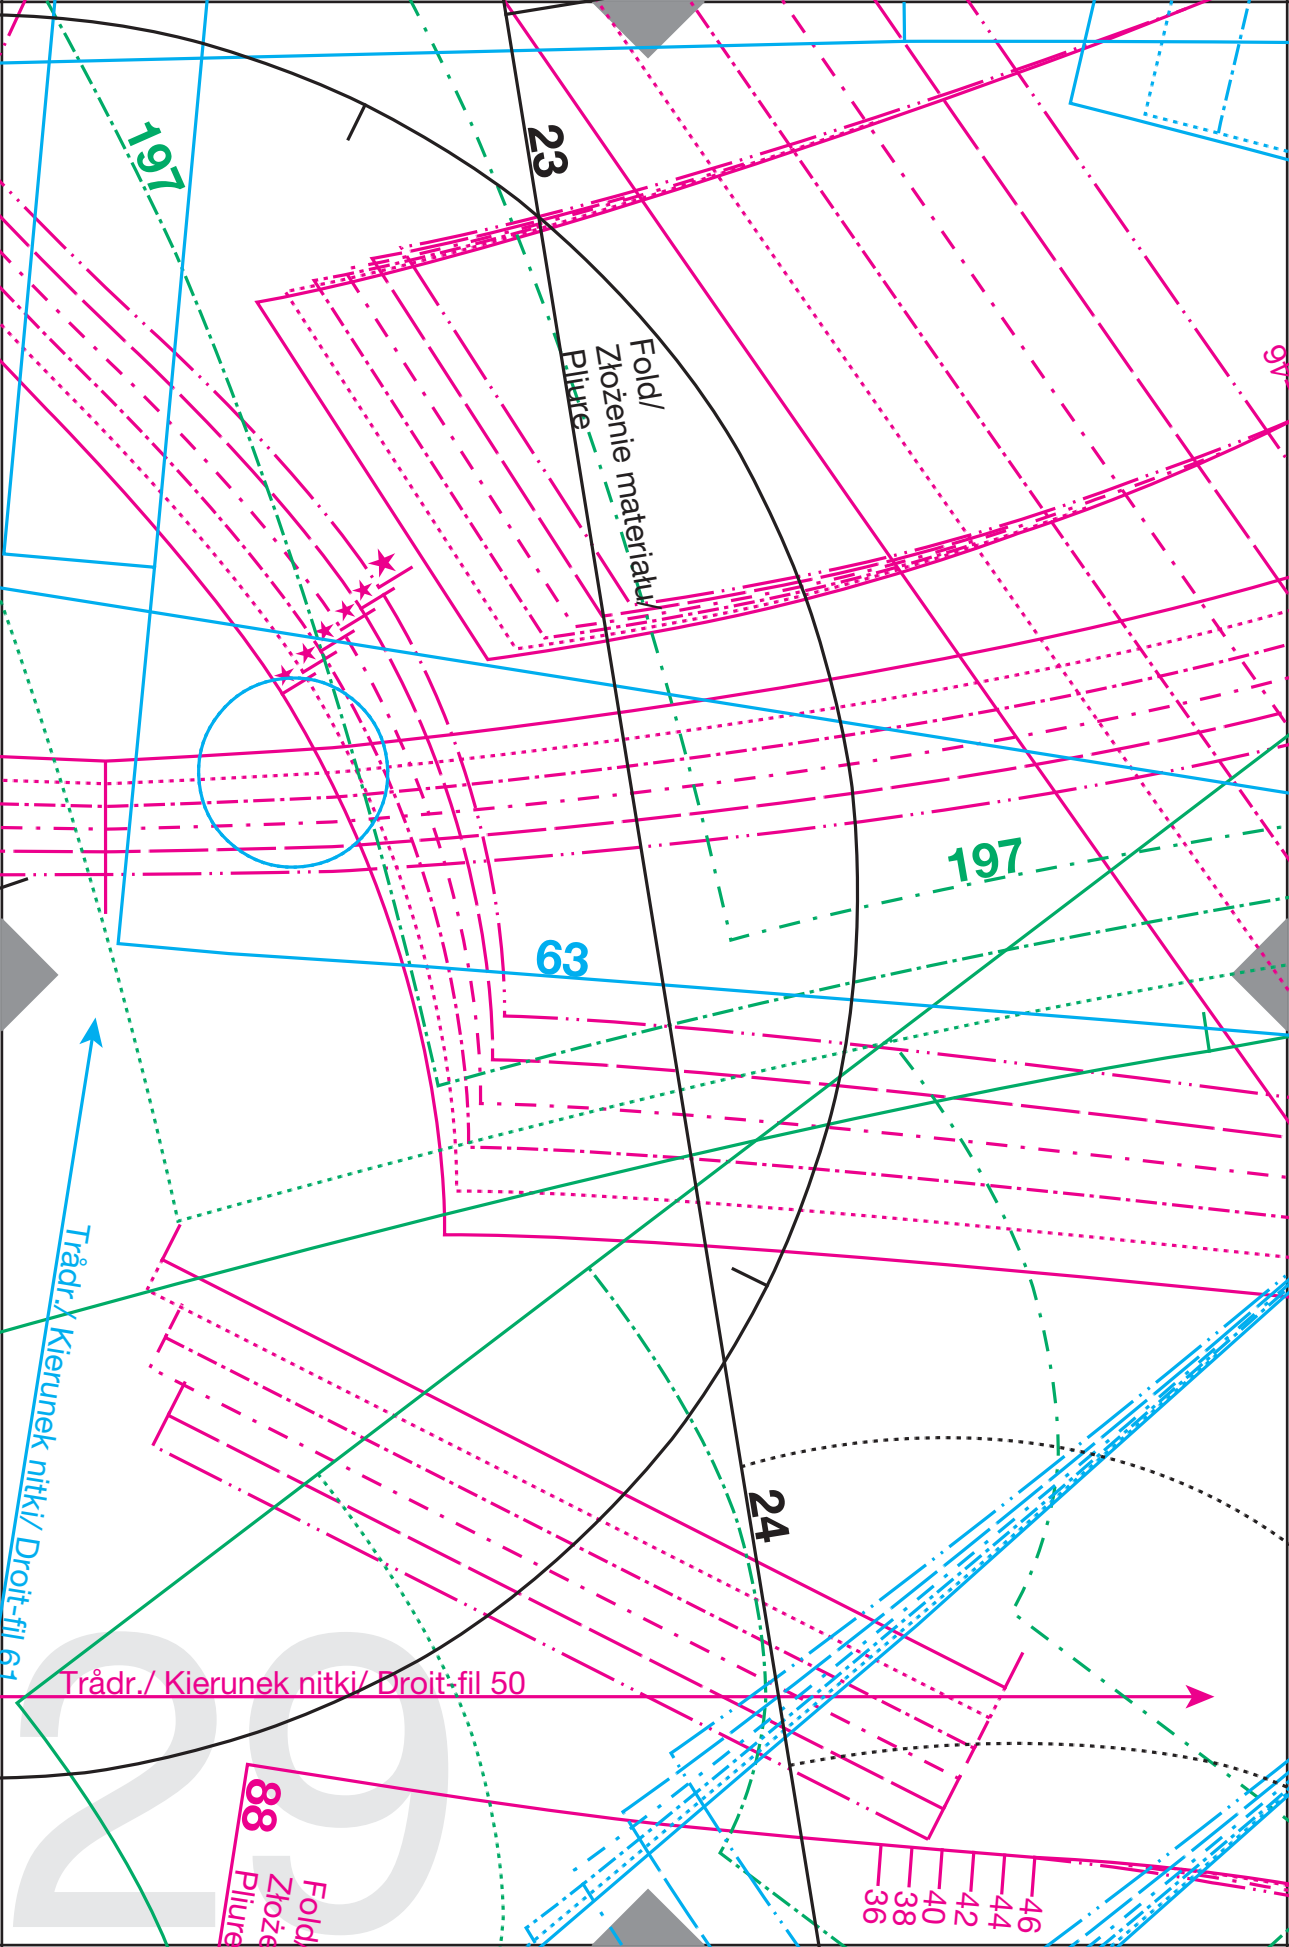 197
23
Fold/
Złożenie materiału/
Pliure
197
63
Trådr./ Kierunek nitki/ Droit-fil 61
24
29
Trådr./ Kierunek nitki/ Droit-fil 50
88
Fold/
Złoże
Pliure
36
38
40
42
44
46